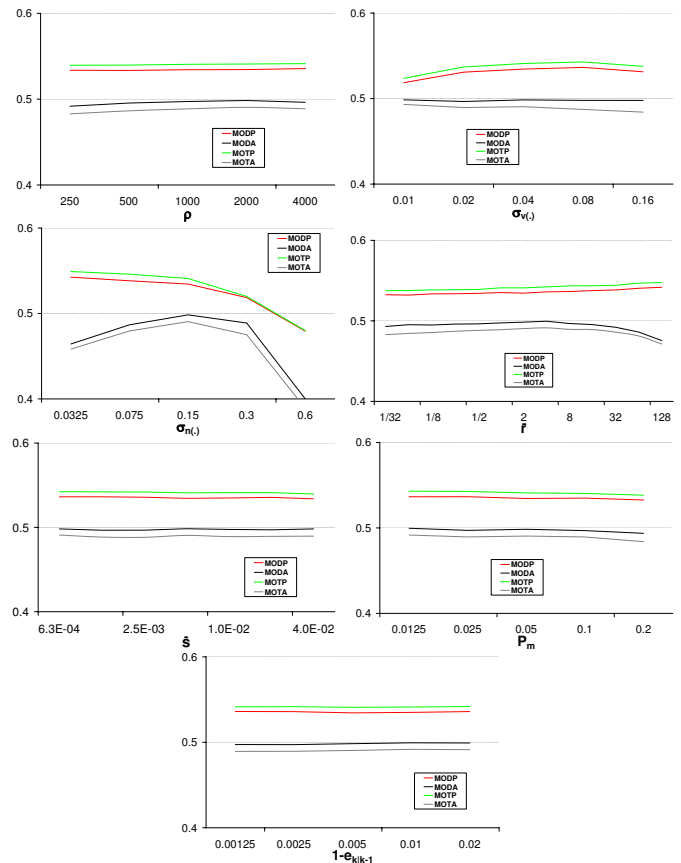 0.6
0.5
0.4
MODP
MODA
MOTP
MOTA
250 500 1000 2000 4000
ρ
0.6
0.5
0.4
MODP
MODA
MOTP
MOTA
0.01 0.02 0.04 0.08 0.16
σv(.)
0.6
0.5
0.4
MODP
MODA
MOTP
MOTA
0.0325 0.075 0.15 0.3 0.6
σn(.)
0.6
0.5
0.4
MODP
MODA
MOTP
MOTA
1/32 1/8 1/2 2 8 32 128
r̄
0.6
0.5
0.4
MODP
MODA
MOTP
MOTA
6.3E-04 2.5E-03 1.0E-02 4.0E-02
s̄
0.6
0.5
0.4
MODP
MODA
MOTP
MOTA
0.0125 0.025 0.05 0.1 0.2
Pm
0.6
0.5
0.4
MODP
MODA
MOTP
MOTA
0.00125 0.0025 0.005 0.01 0.02
1-ek|k-1